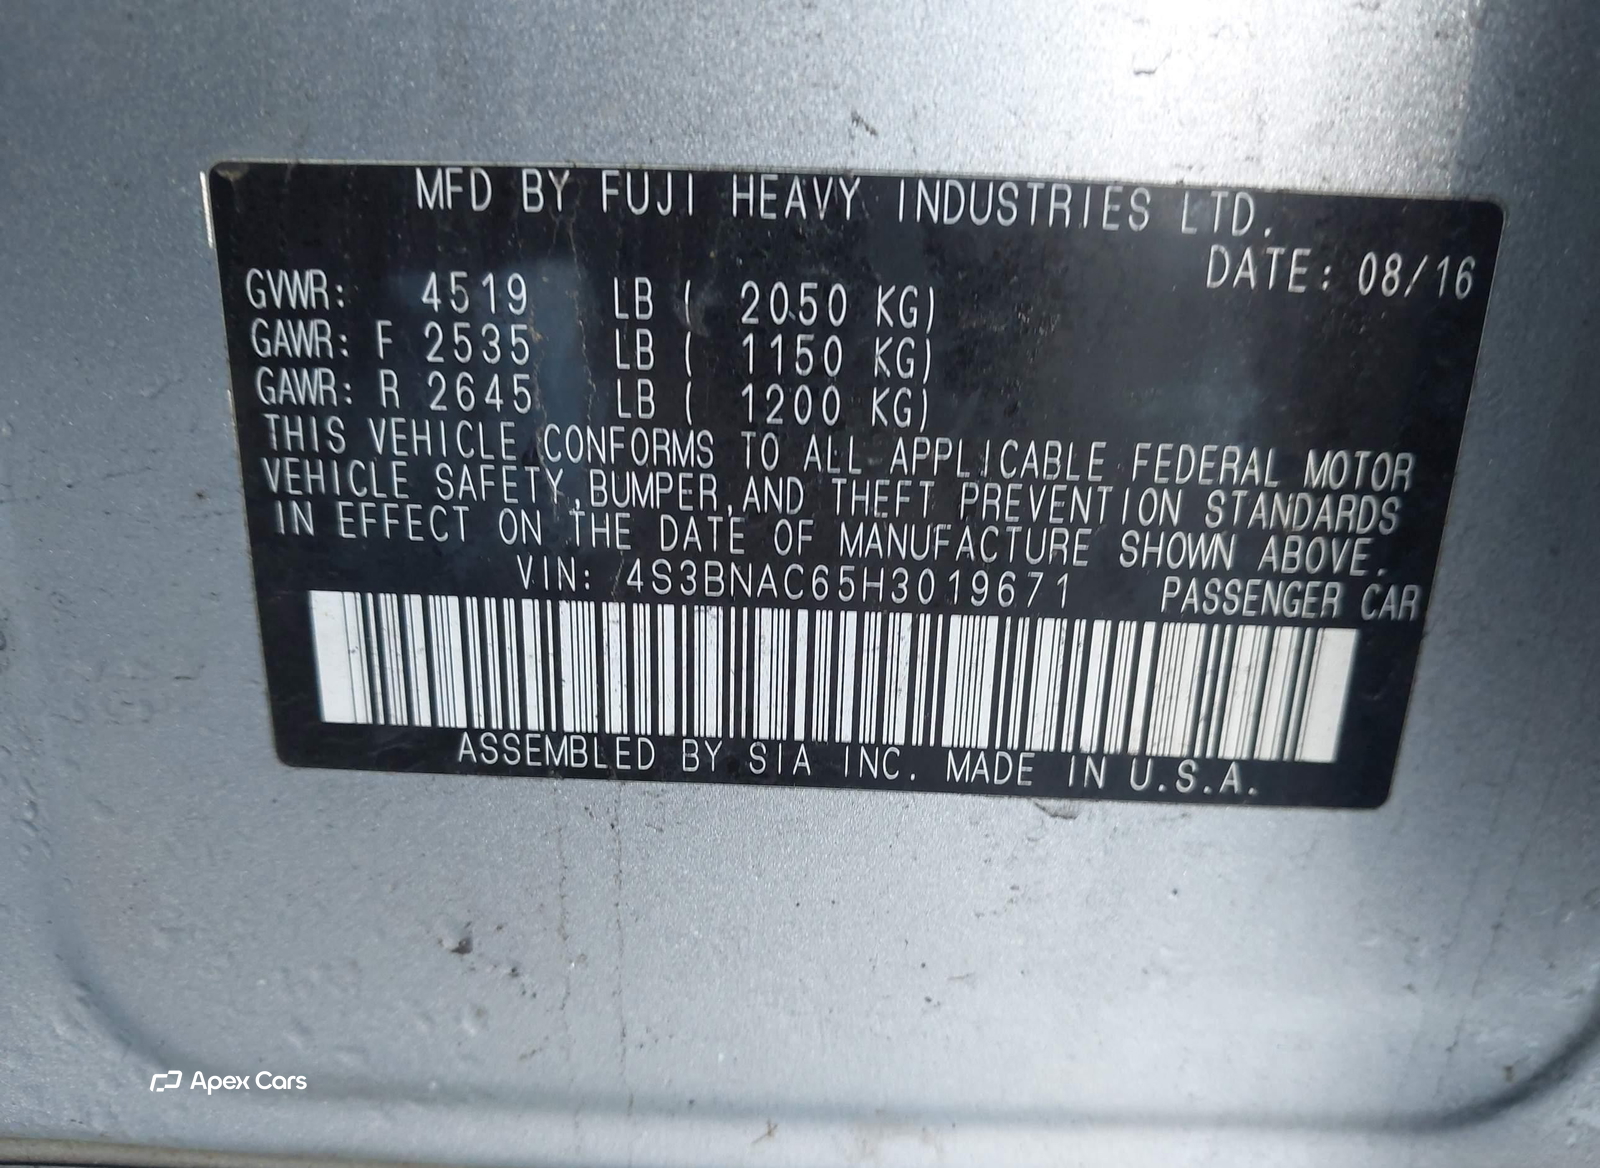 MFD BY FUJI HEAVY INDUSTRIES LTD.
DATE: 08/16
GVWR: 4519 LB ( 2050 KG)
GAWR: F 2535 LB ( 1150 KG)
GAWR: R 2645 LB ( 1200 KG)
THIS VEHICLE CONFORMS TO ALL APPLICABLE FEDERAL MOTOR
VEHICLE SAFETY,BUMPER,AND THEFT PREVENTION STANDARDS
IN EFFECT ON THE DATE OF MANUFACTURE SHOWN ABOVE.
VIN: 4S3BNAC65H3019671 PASSENGER CAR
ASSEMBLED BY SIA INC. MADE IN U.S.A.
Apex Cars